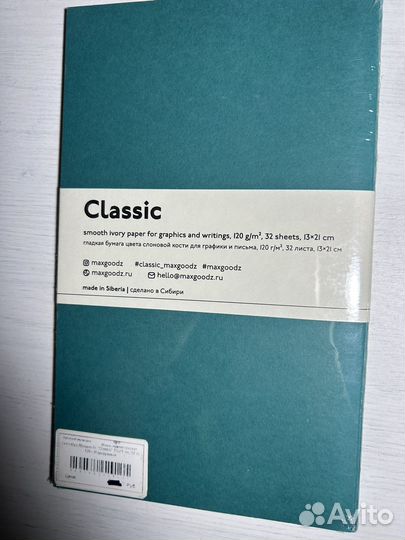 Classic
smooth ivory paper for graphics and writings, 120 g/m², 32 sheets, 13×21 cm
гладкая бумага цвета слоновой кости для графики и письма, 120 г/м², 32 листа, 13×21 см
maxgoodz #classic_maxgoodz #maxgoodz
maxgoodz.ru hello@maxgoodz.ru
made in Siberia | сделано в Сибири
Цена:
Руб
Avito